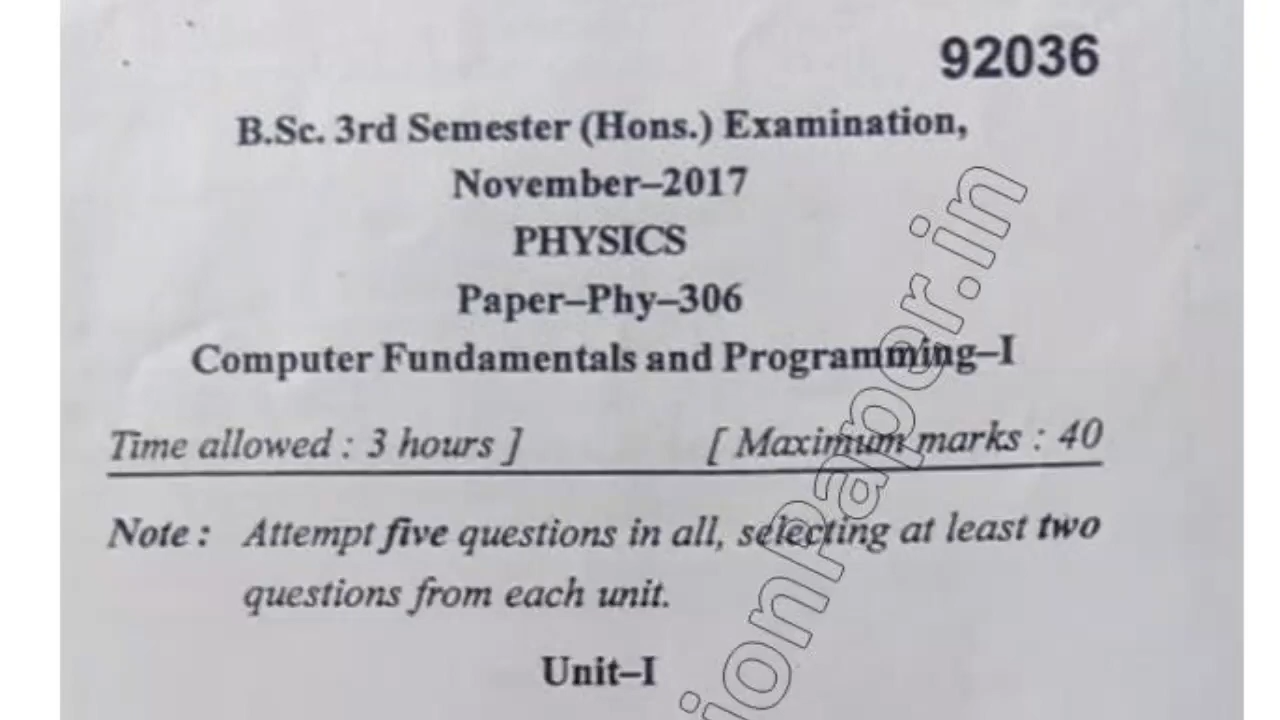 92036
B.Sc. 3rd Semester (Hons.) Examination,
November–2017
PHYSICS
Paper–Phy–306
Computer Fundamentals and Programming–I
Time allowed : 3 hours ] [ Maximum marks : 40
Note : Attempt five questions in all, selecting at least two
questions from each unit.
Unit–I
ionPaper.in